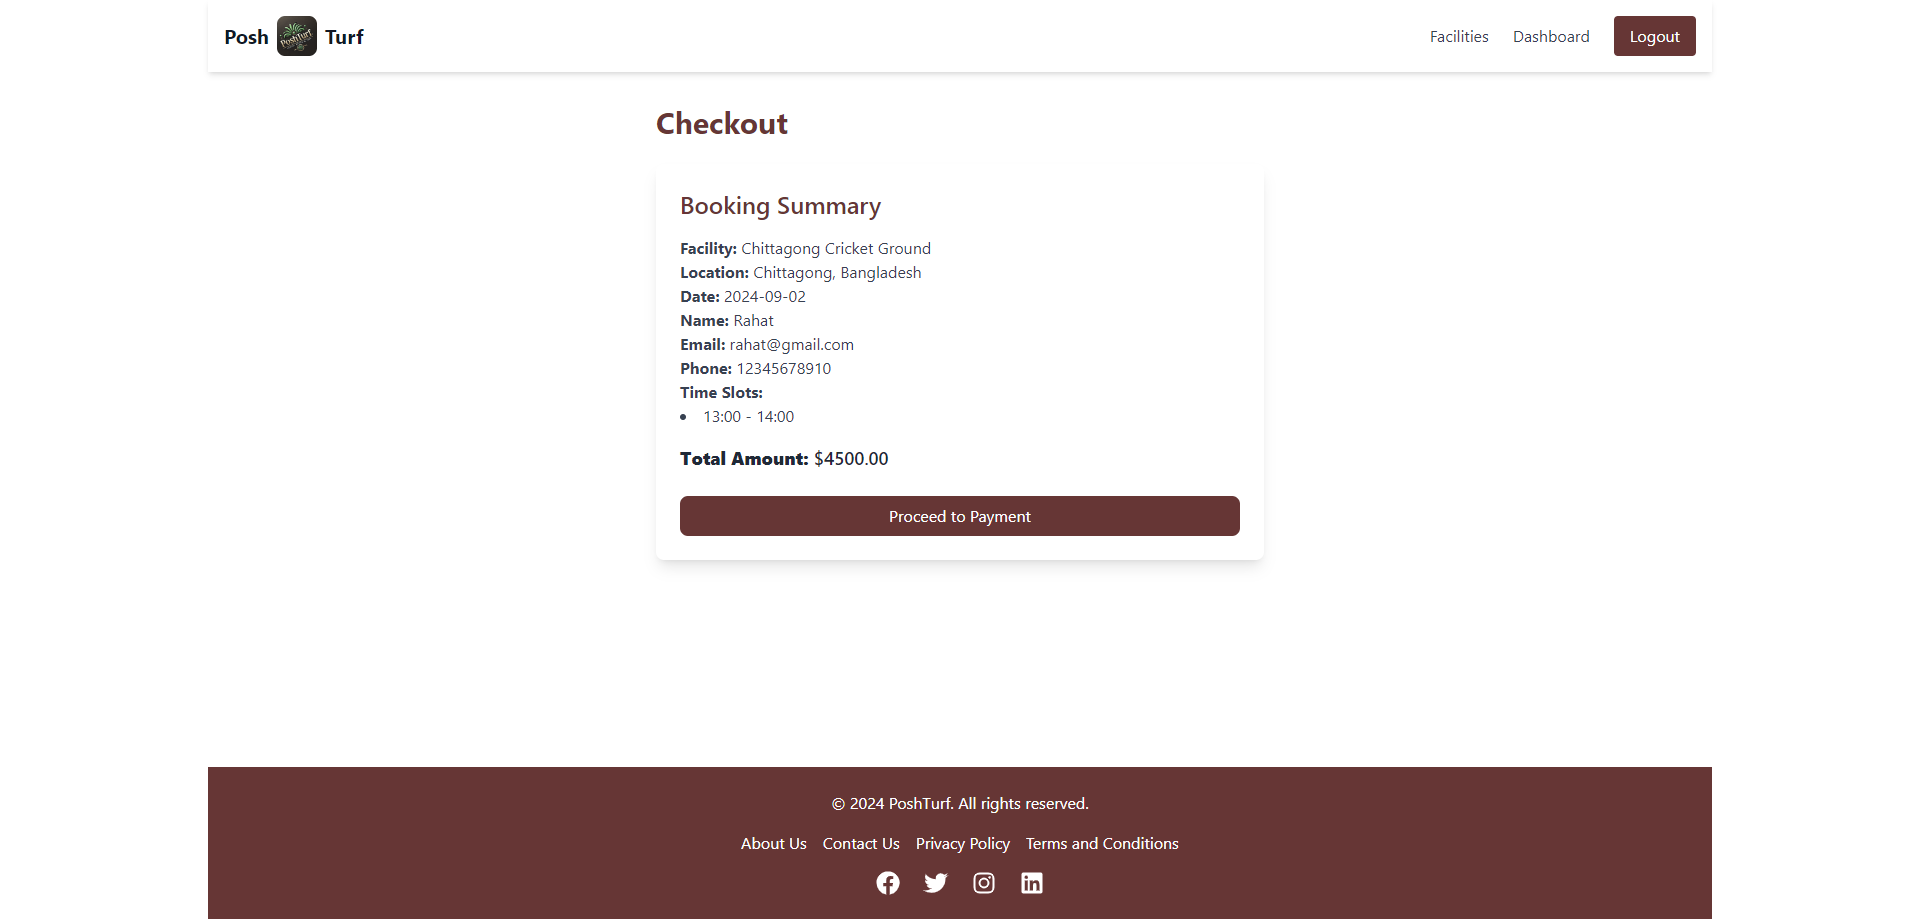 Posh PoshTurf Turf
Facilities Dashboard Logout
Checkout
Booking Summary
Facility: Chittagong Cricket Ground
Location: Chittagong, Bangladesh
Date: 2024-09-02
Name: Rahat
Email: rahat@gmail.com
Phone: 12345678910
Time Slots:
• 13:00 - 14:00
Total Amount: $4500.00
Proceed to Payment
© 2024 PoshTurf. All rights reserved.
About Us Contact Us Privacy Policy Terms and Conditions